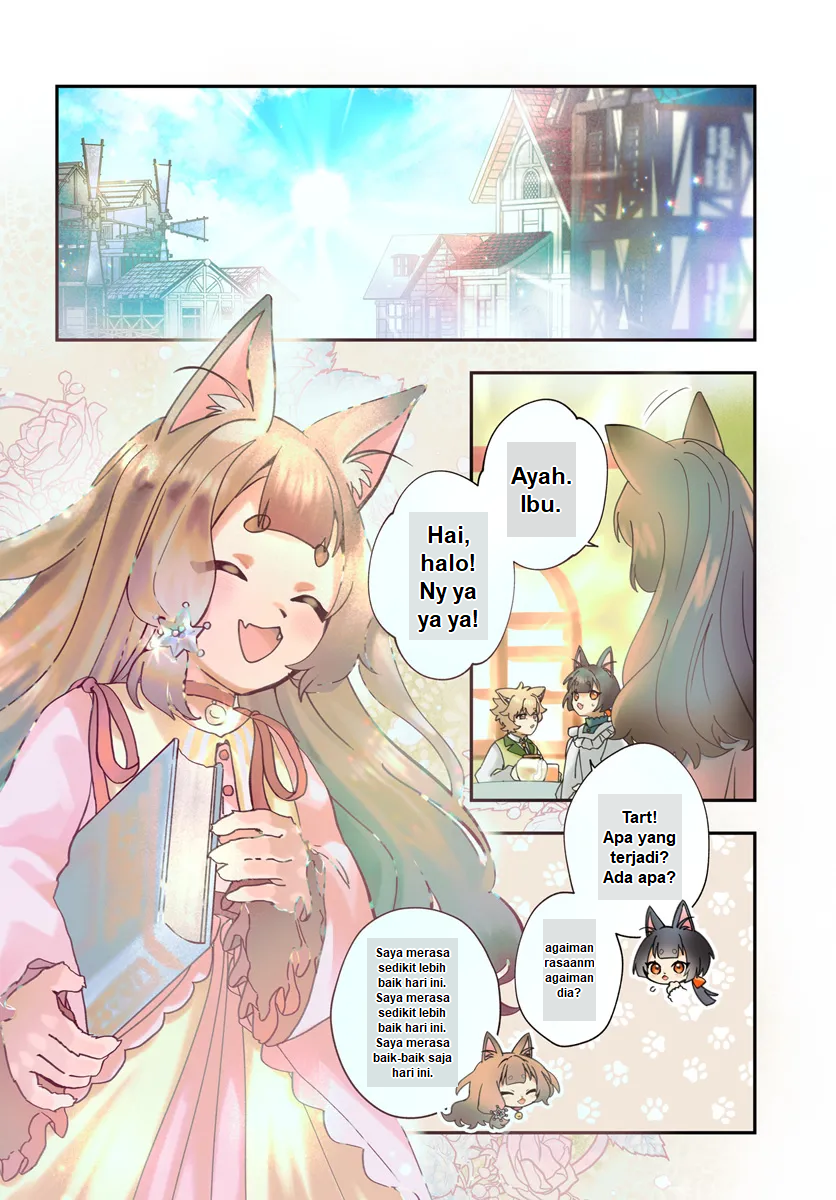 Ayah.
Ibu.
Hai,
halo!
Ny ya
ya ya!
Tart!
Apa yang
terjadi?
Ada apa?
agaiman
rasaanm
agaiman
dia?
Saya merasa
sedikit lebih
baik hari ini.
Saya merasa
sedikit lebih
baik hari ini.
Saya merasa
baik-baik saja
hari ini.